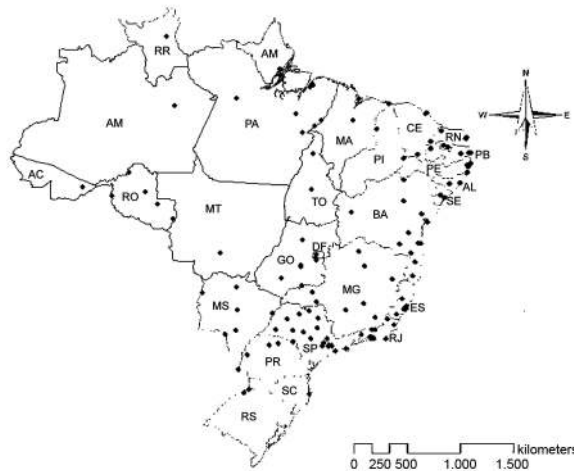 RR
AM
N
AM
PA
W E
MA
CE
RN
S
PI
PB
PE
AC
RO
TO
AL
SE
MT
BA
DF
GO
MG
MS
ES
SP
RJ
PR
SC
RS
kilometers
0 250 500 1.000 1.500